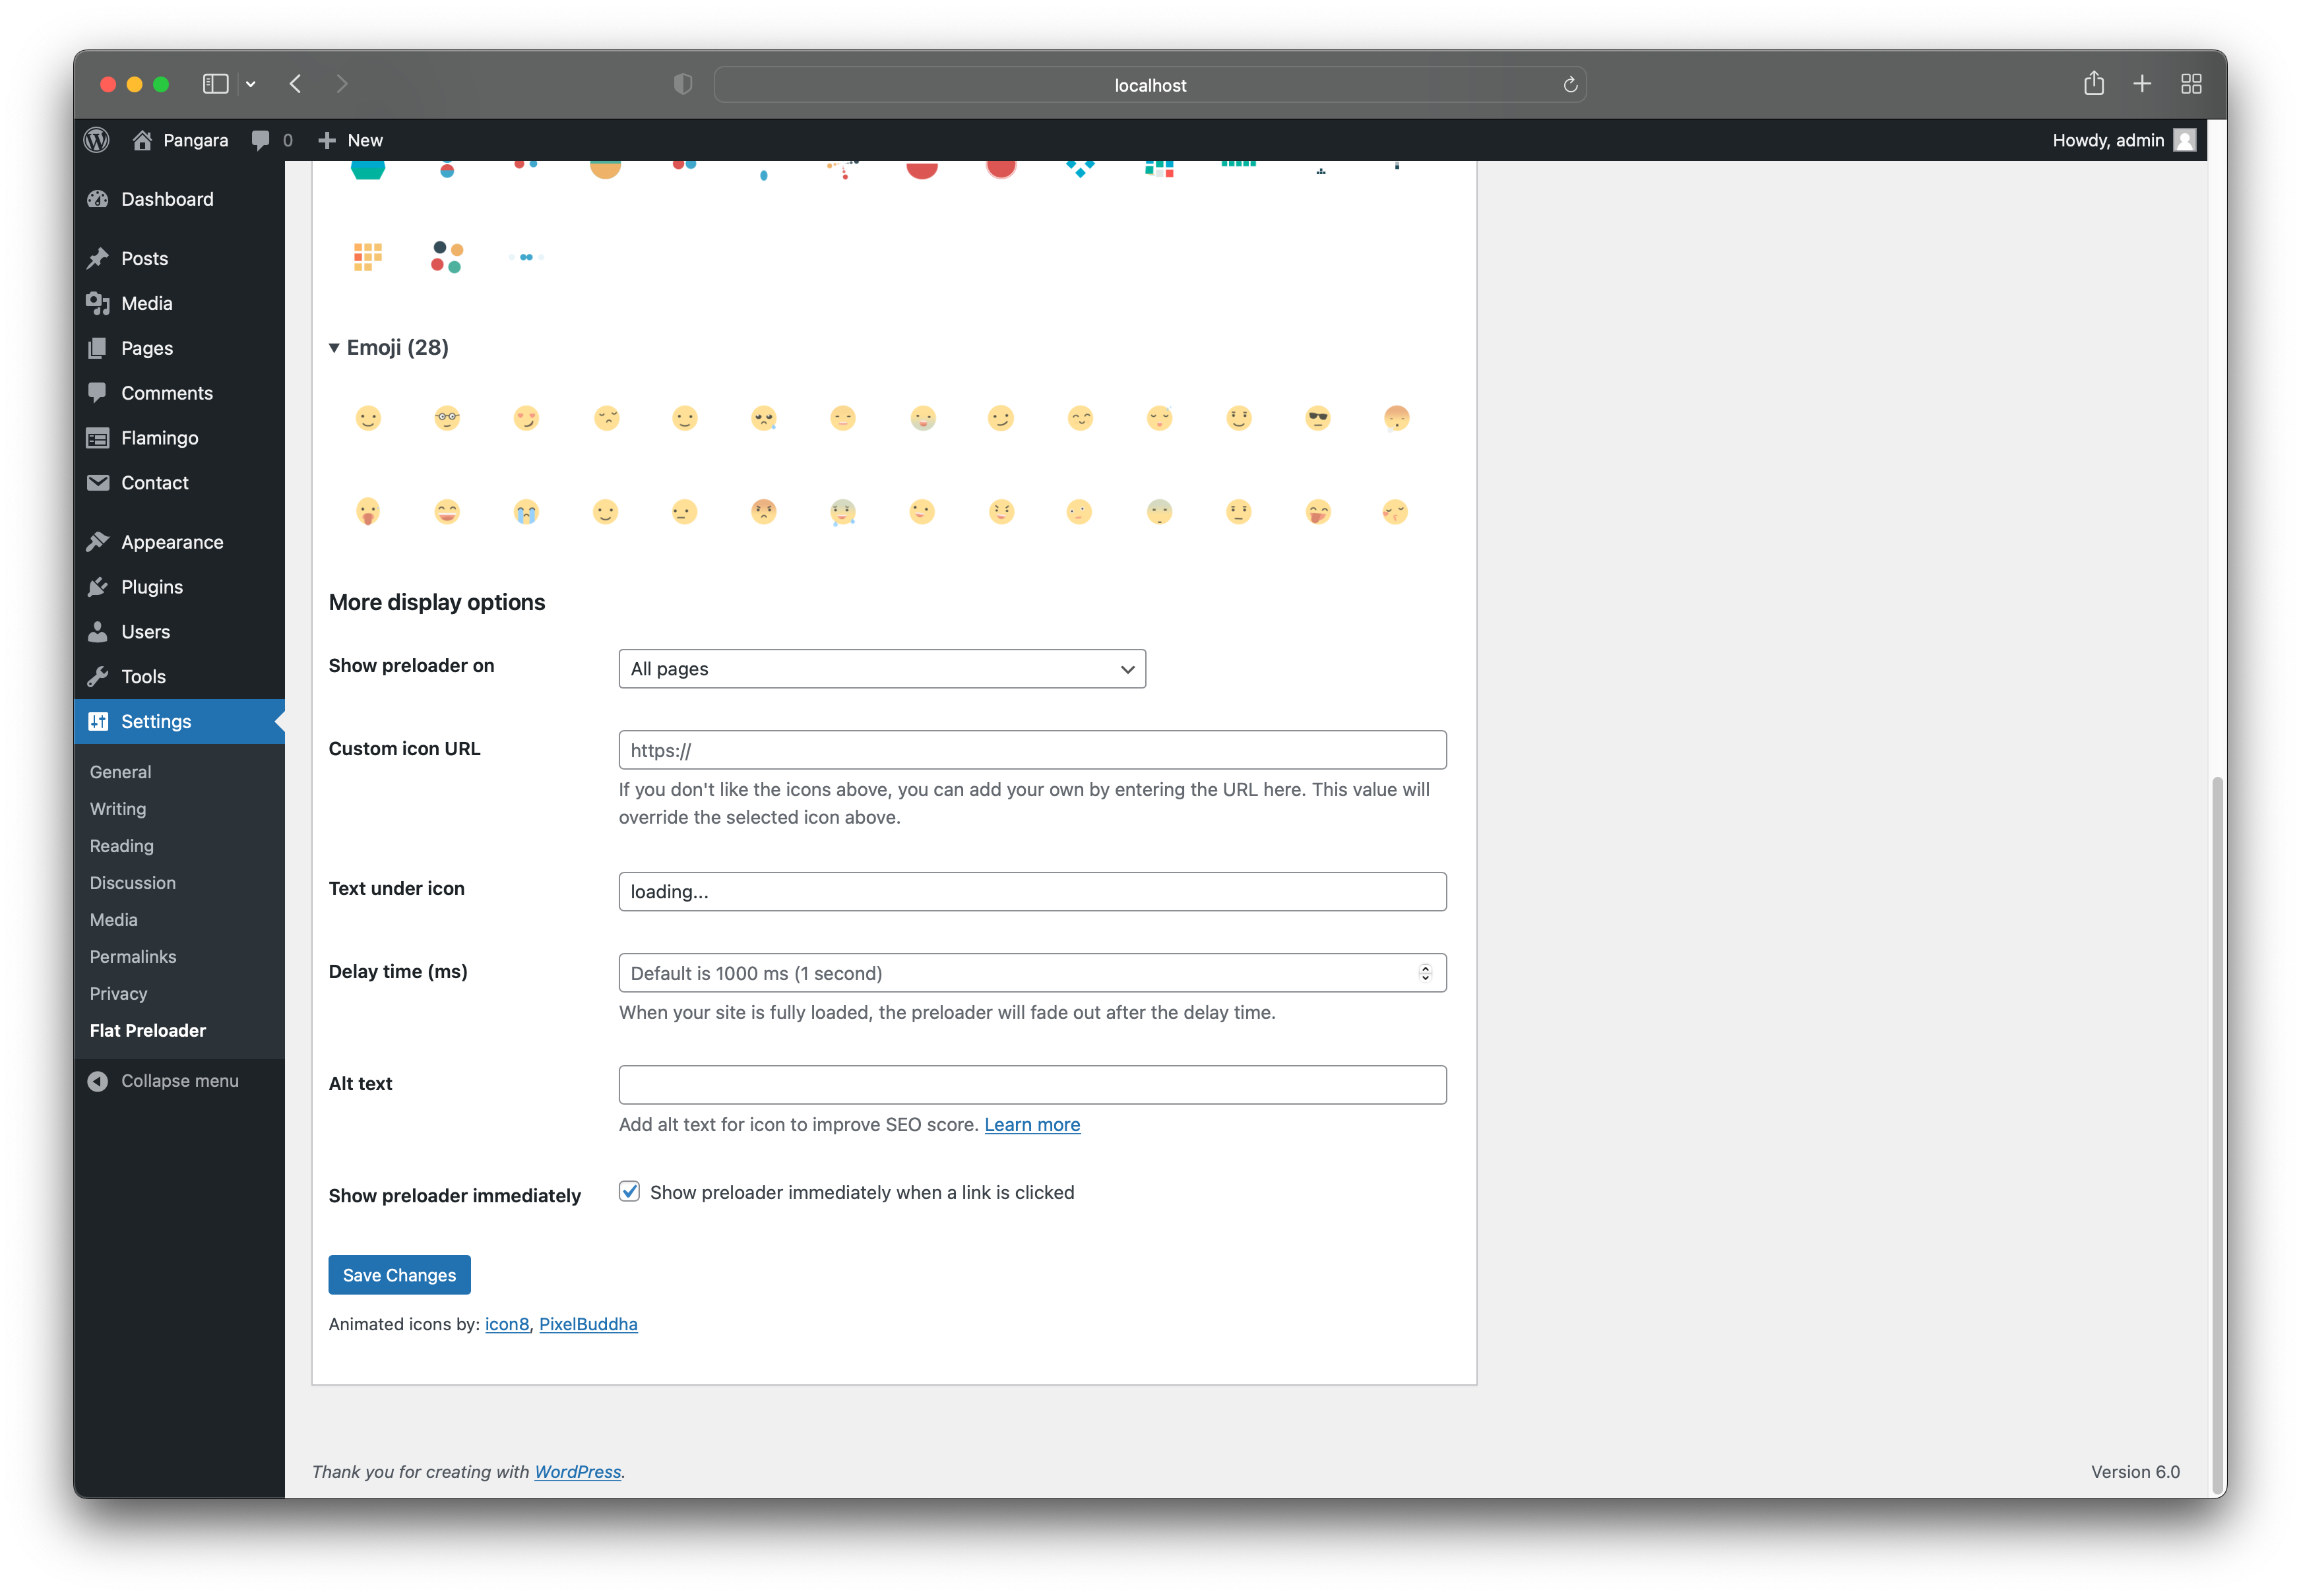 localhost
Pangara 0 New Howdy, admin
Dashboard
Posts
Media
Pages
Comments
Flamingo
Contact
Appearance
Plugins
Users
Tools
Settings
General
Writing
Reading
Discussion
Media
Permalinks
Privacy
Flat Preloader
Collapse menu
Emoji (28)
More display options
Show preloader on All pages
Custom icon URL https://
If you don't like the icons above, you can add your own by entering the URL here. This value will
override the selected icon above.
Text under icon loading...
Delay time (ms) Default is 1000 ms (1 second)
When your site is fully loaded, the preloader will fade out after the delay time.
Alt text
Add alt text for icon to improve SEO score. Learn more
Show preloader immediately Show preloader immediately when a link is clicked
Save Changes
Animated icons by: icon8, PixelBuddha
Thank you for creating with WordPress. Version 6.0